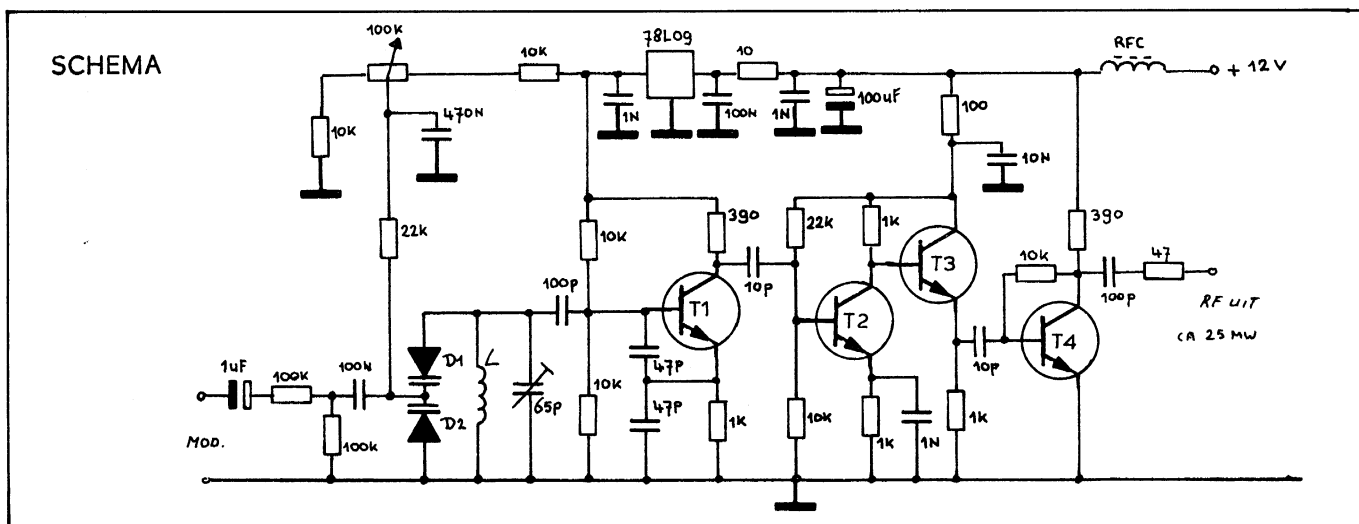 SCHEMA
100K
10K
78L09
10
RFC
+ 12V
10K
470N
1N
100N
1N
100uF
100
10N
22K
10K
390
22K
1K
T3
390
10K
100p
47
100p
T1
10p
T2
10p
T4
RF UIT
CA 25 MW
1uF
100K
100N
D1
D2
L
65p
47P
47P
10K
1K
10K
1K
1N
1K
MOD.
100K